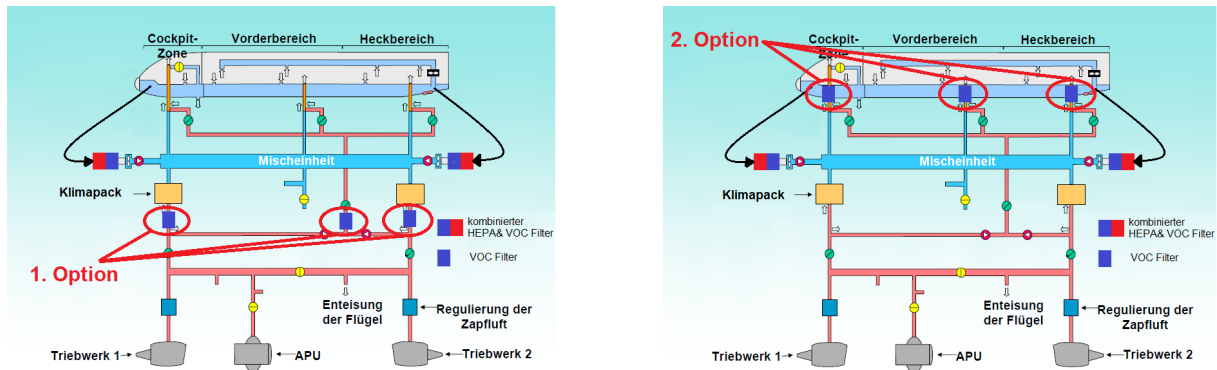 Cockpit-
Zone
Vorderbereich
Heckbereich
Mischeinheit
Klimapack
kombinierter
HEPA& VOC Filter
VOC Filter
1. Option
Enteisung
der Flügel
Regulierung der
Zapfluft
Triebwerk 1
APU
Triebwerk 2
2. Option
Cockpit-
Zone
Vorderbereich
Heckbereich
Mischeinheit
Klimapack
kombinierter
HEPA& VOC Filter
VOC Filter
Enteisung
der Flügel
Regulierung der
Zapfluft
Triebwerk 1
APU
Triebwerk 2